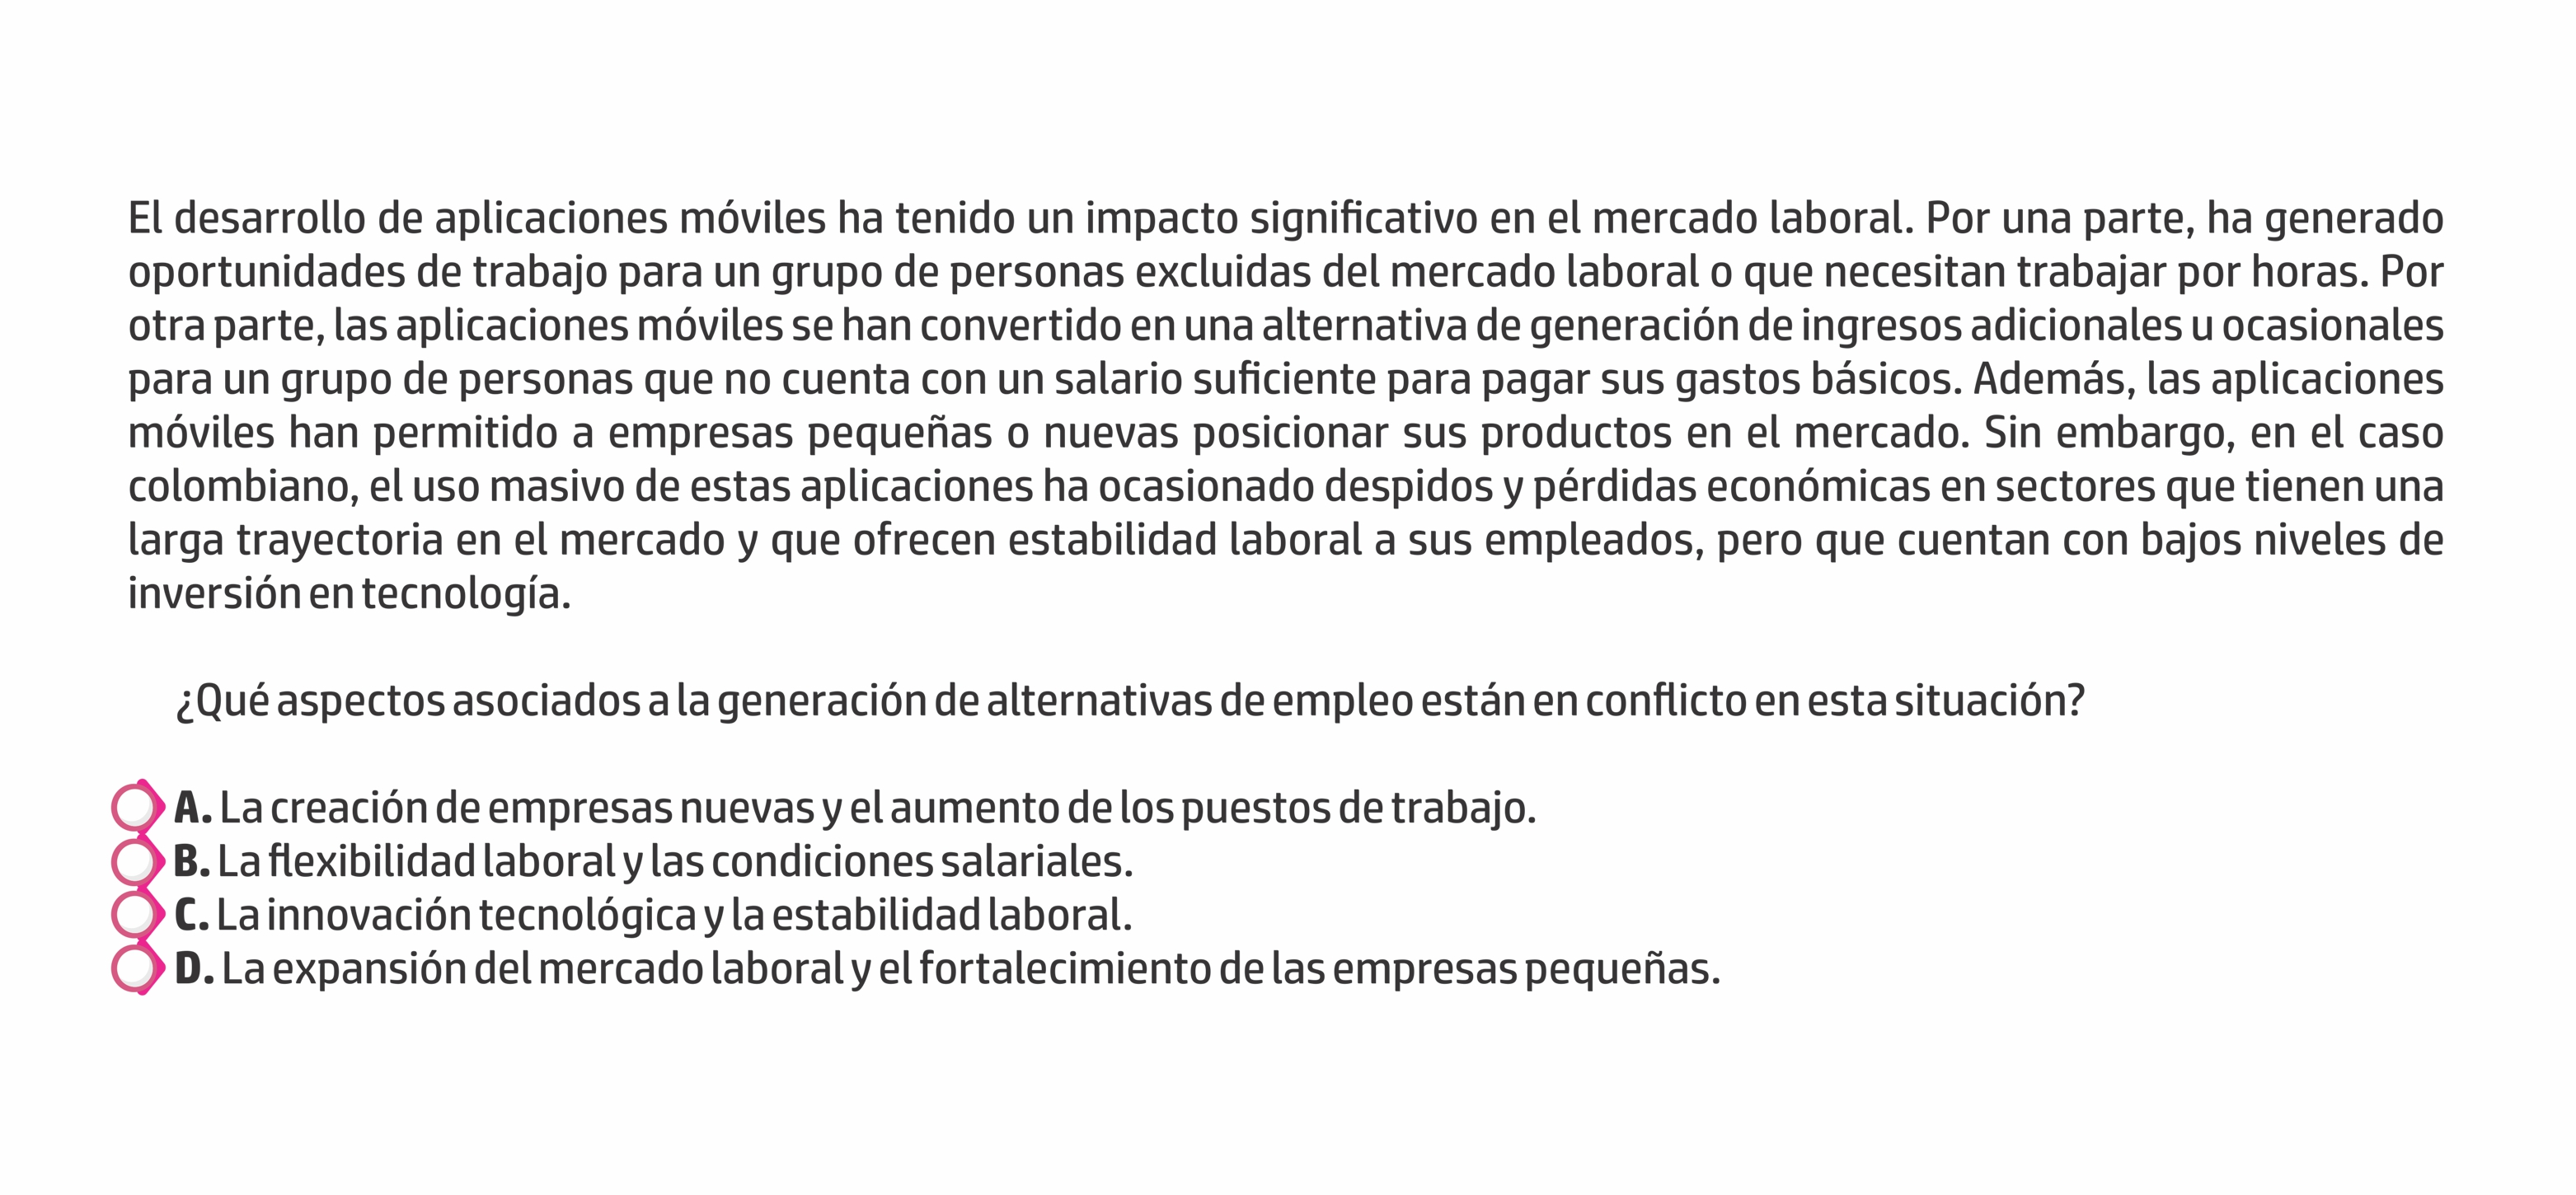 El desarrollo de aplicaciones móviles ha tenido un impacto significativo en el mercado laboral. Por una parte, ha generado
oportunidades de trabajo para un grupo de personas excluidas del mercado laboral o que necesitan trabajar por horas. Por
otra parte, las aplicaciones móviles se han convertido en una alternativa de generación de ingresos adicionales u ocasionales
para un grupo de personas que no cuenta con un salario suficiente para pagar sus gastos básicos. Además, las aplicaciones
móviles han permitido a empresas pequeñas o nuevas posicionar sus productos en el mercado. Sin embargo, en el caso
colombiano, el uso masivo de estas aplicaciones ha ocasionado despidos y pérdidas económicas en sectores que tienen una
larga trayectoria en el mercado y que ofrecen estabilidad laboral a sus empleados, pero que cuentan con bajos niveles de
inversión en tecnología.
¿Qué aspectos asociados a la generación de alternativas de empleo están en conflicto en esta situación?
A. La creación de empresas nuevas y el aumento de los puestos de trabajo.
B. La flexibilidad laboral y las condiciones salariales.
C. La innovación tecnológica y la estabilidad laboral.
D. La expansión del mercado laboral y el fortalecimiento de las empresas pequeñas.